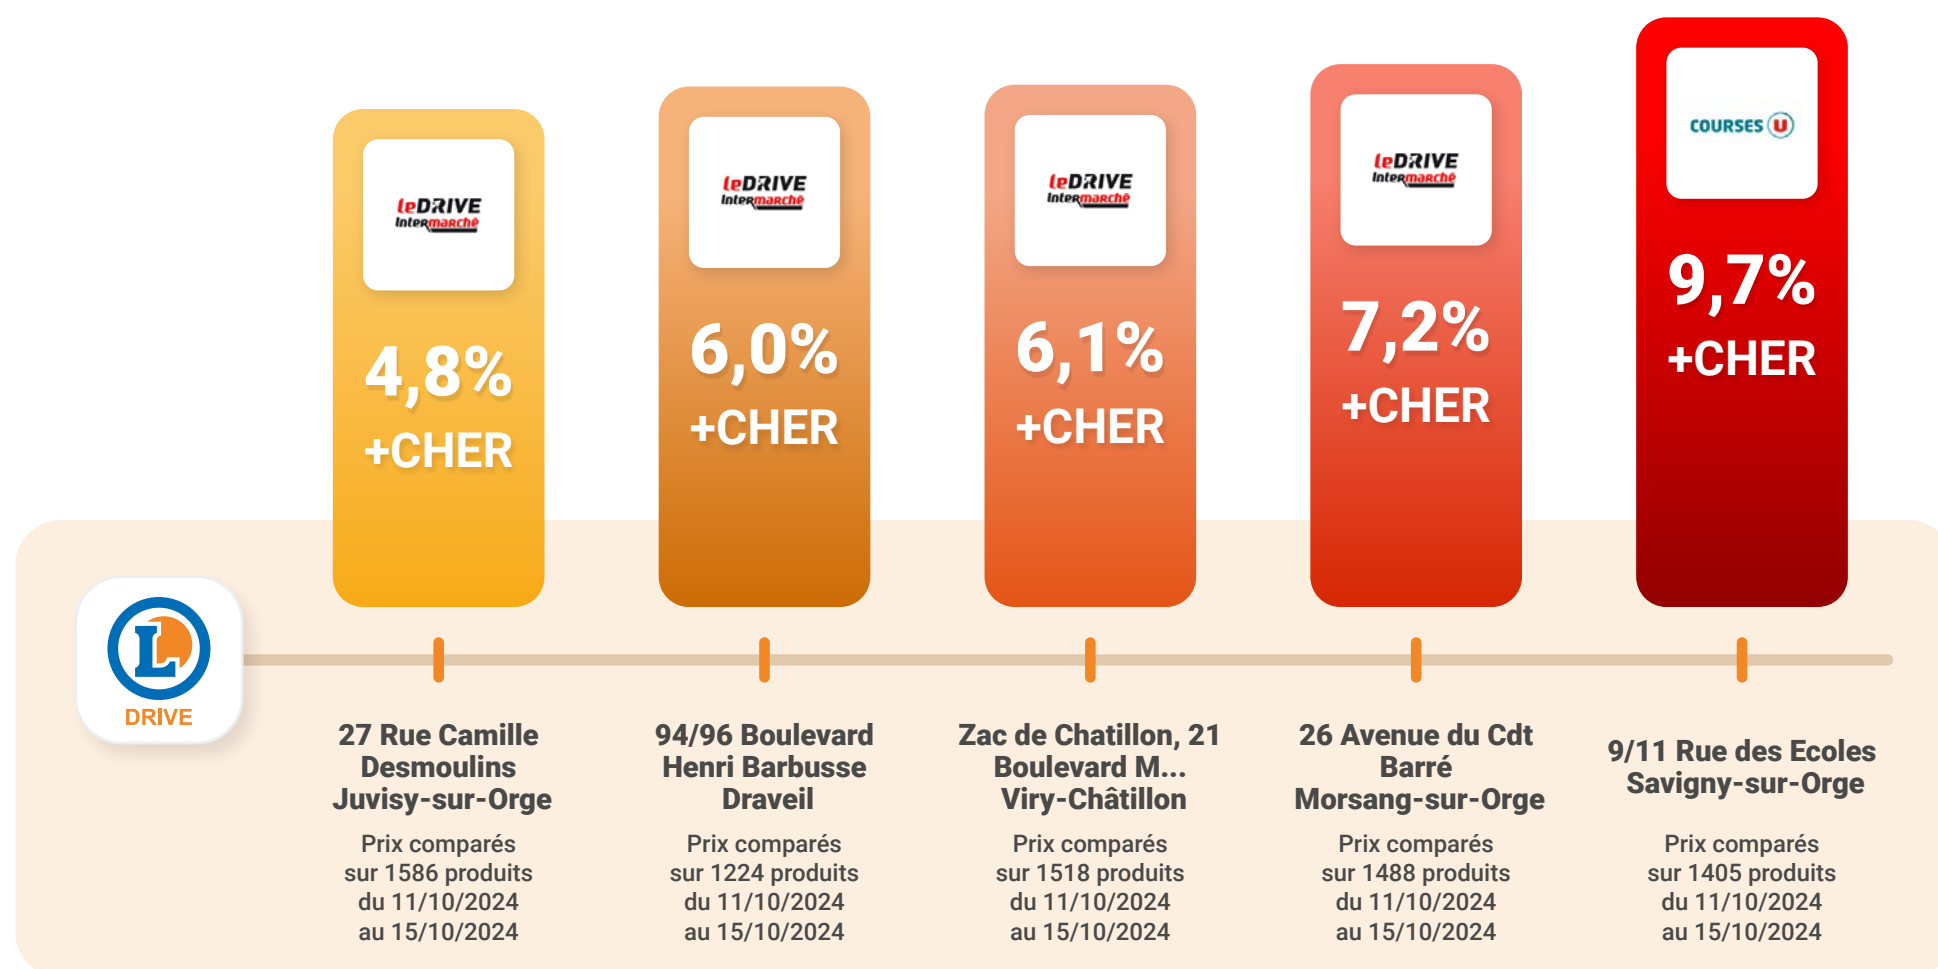 leDRIVE
Intermarché
4,8%
+CHER
leDRIVE
Intermarché
6,0%
+CHER
leDRIVE
Intermarché
6,1%
+CHER
leDRIVE
Intermarché
7,2%
+CHER
COURSES U
9,7%
+CHER
L
DRIVE
27 Rue Camille
Desmoulins
Juvisy-sur-Orge
Prix comparés
sur 1586 produits
du 11/10/2024
au 15/10/2024
94/96 Boulevard
Henri Barbusse
Draveil
Prix comparés
sur 1224 produits
du 11/10/2024
au 15/10/2024
Zac de Chatillon, 21
Boulevard M...
Viry-Châtillon
Prix comparés
sur 1518 produits
du 11/10/2024
au 15/10/2024
26 Avenue du Cdt
Barré
Morsang-sur-Orge
Prix comparés
sur 1488 produits
du 11/10/2024
au 15/10/2024
9/11 Rue des Ecoles
Savigny-sur-Orge
Prix comparés
sur 1405 produits
du 11/10/2024
au 15/10/2024